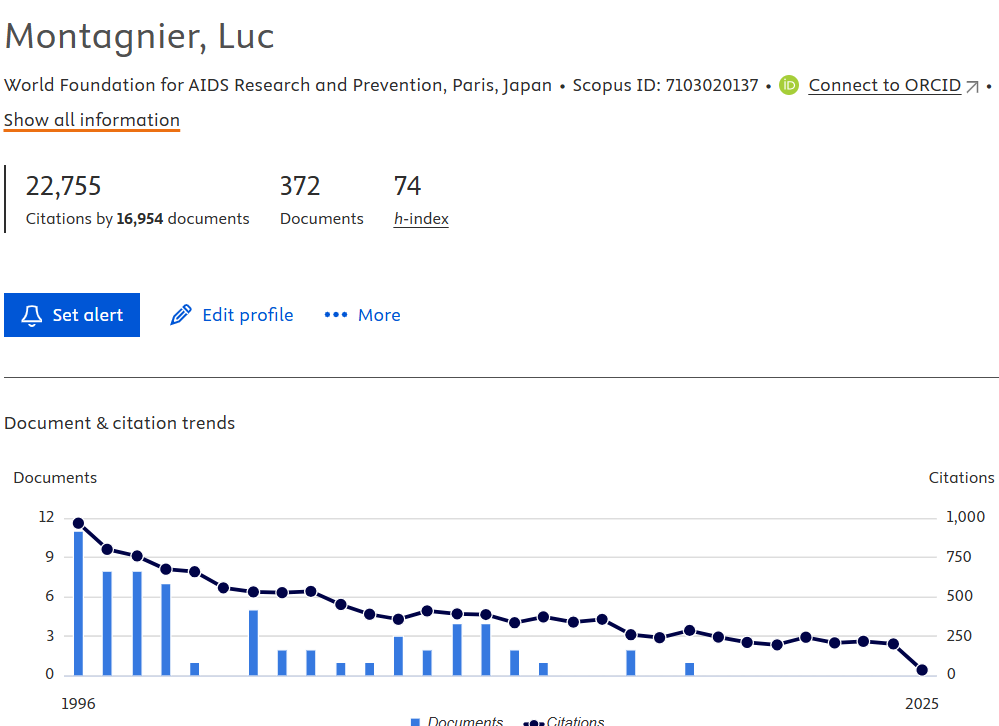 Montagnier, Luc
World Foundation for AIDS Research and Prevention, Paris, Japan • Scopus ID: 7103020137 • iD Connect to ORCID •
Show all information
22,755 372 74
Citations by 16,954 documents Documents h-index
Set alert Edit profile ••• More
Document & citation trends
Documents Citations
12 1,000
9 750
6 500
3 250
0 0
1996 2025
Documents Citations